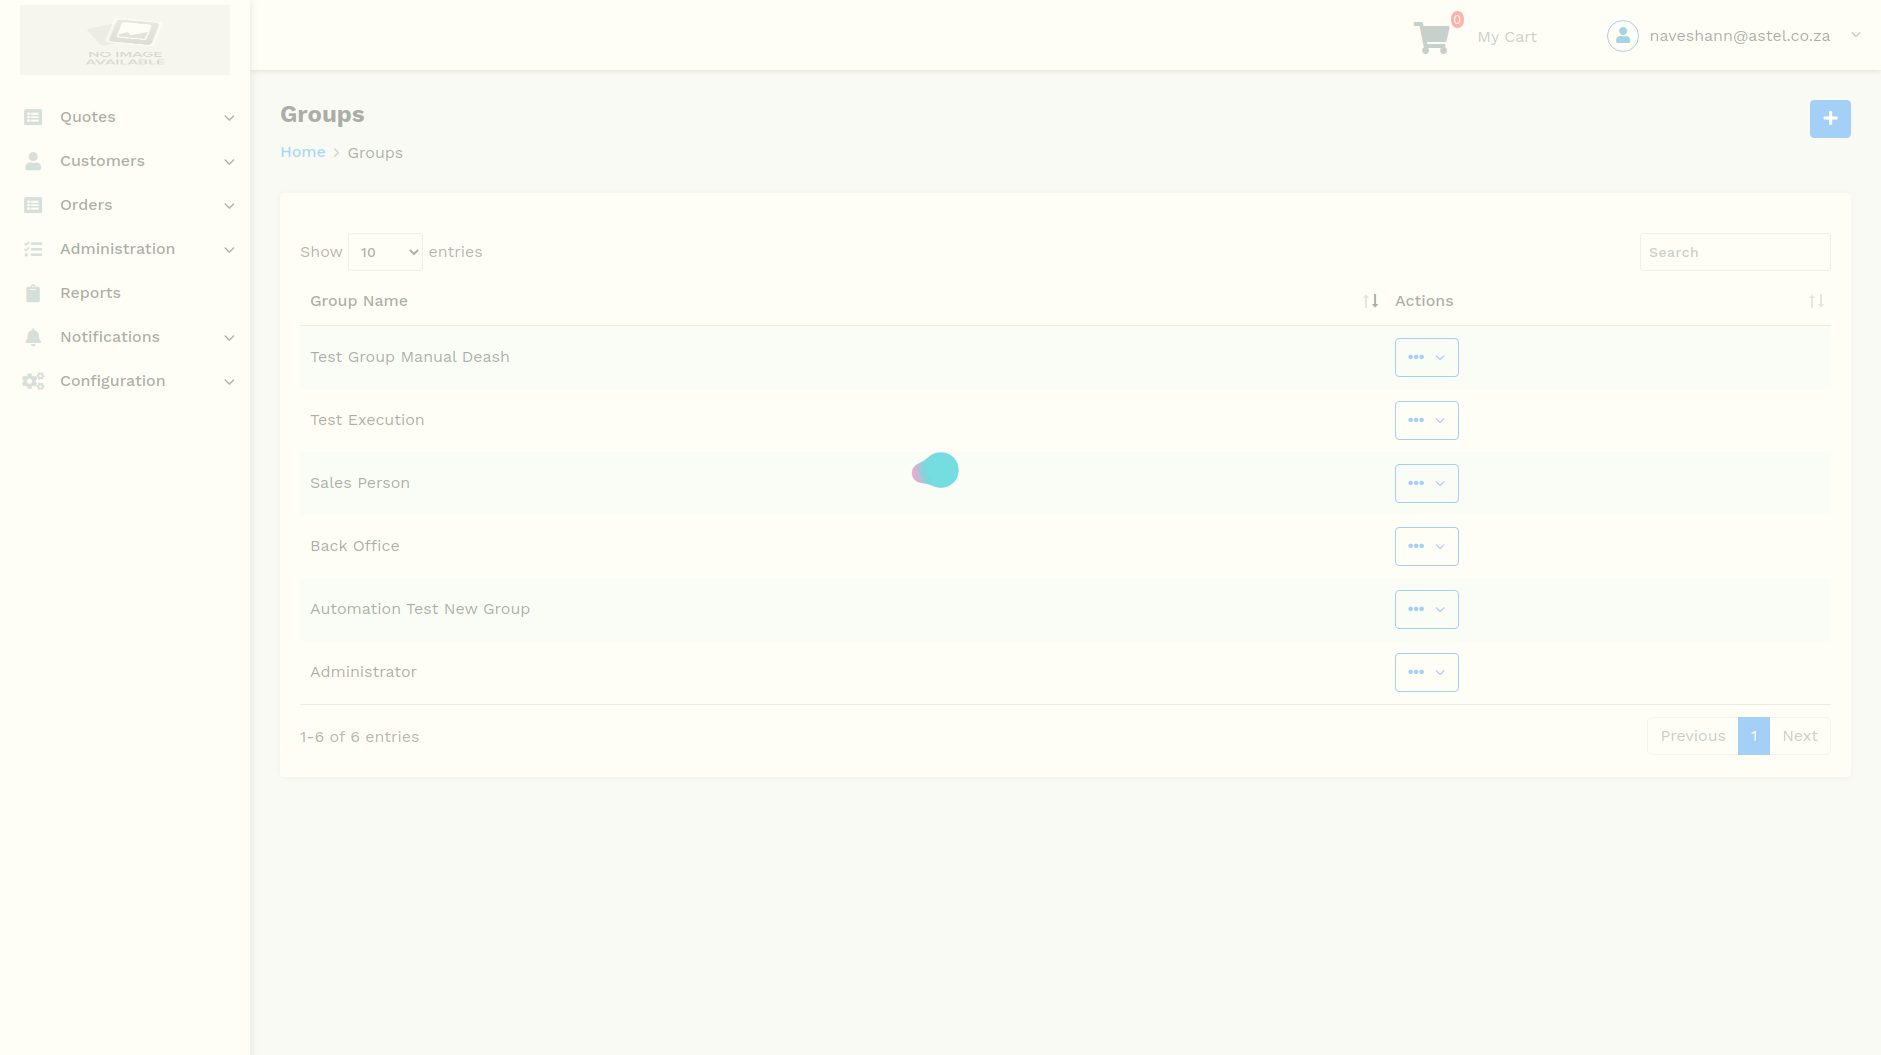 NO IMAGE
AVAILABLE
0
My Cart
naveshann@astel.co.za
Quotes
Customers
Orders
Administration
Reports
Notifications
Configuration
Groups
Home
Groups
Show 10 entries
Search
Group Name
Actions
Test Group Manual Deash
Test Execution
Sales Person
Back Office
Automation Test New Group
Administrator
1-6 of 6 entries
Previous 1 Next